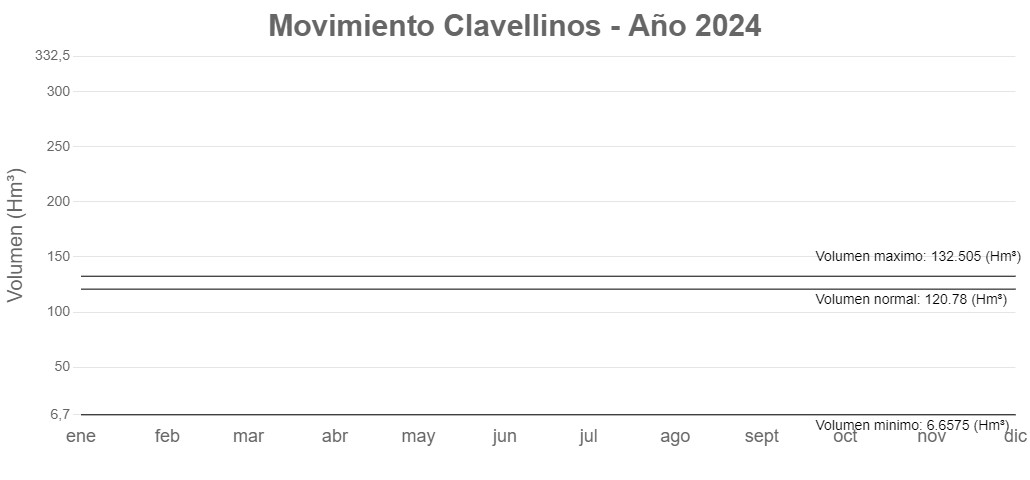 Movimiento Clavellinos - Año 2024
Volumen (Hm³)
332,5
300
250
200
150
100
50
6,7
Volumen maximo: 132.505 (Hm³)
Volumen normal: 120.78 (Hm³)
Volumen minimo: 6.6575 (Hm³)
ene feb mar abr may jun jul ago sept oct nov dic